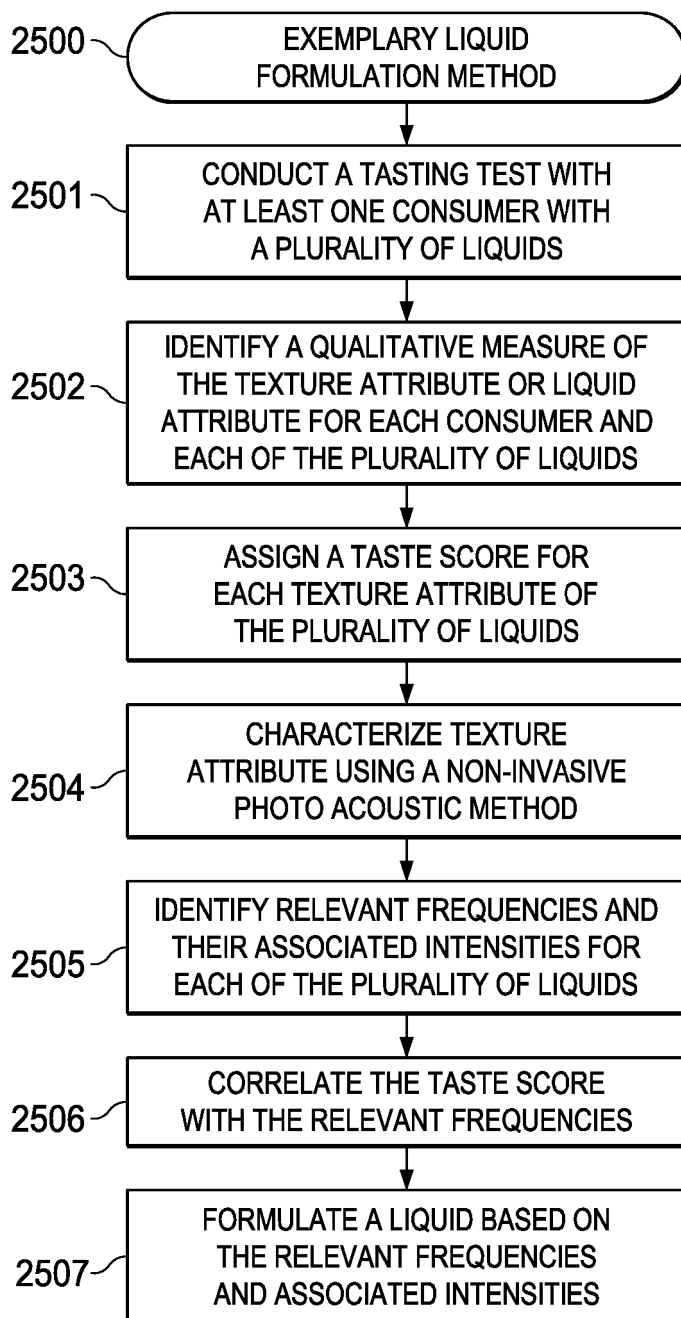 2500
EXEMPLARY LIQUID
FORMULATION METHOD
2501
CONDUCT A TASTING TEST WITH
AT LEAST ONE CONSUMER WITH
A PLURALITY OF LIQUIDS
2502
IDENTIFY A QUALITATIVE MEASURE OF
THE TEXTURE ATTRIBUTE OR LIQUID
ATTRIBUTE FOR EACH CONSUMER AND
EACH OF THE PLURALITY OF LIQUIDS
2503
ASSIGN A TASTE SCORE FOR
EACH TEXTURE ATTRIBUTE OF
THE PLURALITY OF LIQUIDS
2504
CHARACTERIZE TEXTURE
ATTRIBUTE USING A NON-INVASIVE
PHOTO ACOUSTIC METHOD
2505
IDENTIFY RELEVANT FREQUENCIES AND
THEIR ASSOCIATED INTENSITIES FOR
EACH OF THE PLURALITY OF LIQUIDS
2506
CORRELATE THE TASTE SCORE
WITH THE RELEVANT FREQUENCIES
2507
FORMULATE A LIQUID BASED ON
THE RELEVANT FREQUENCIES
AND ASSOCIATED INTENSITIES